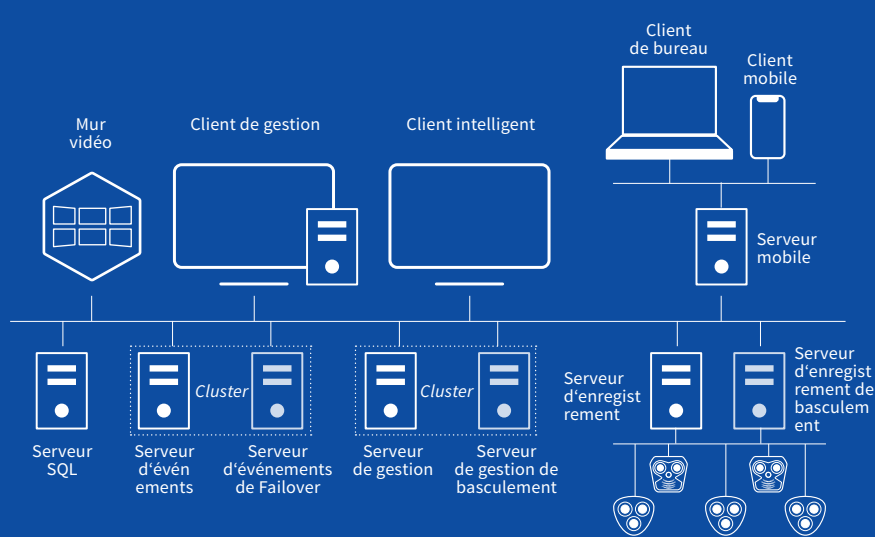 Client
de bureau
Client
mobile
Mur
vidéo
Client de gestion
Client intelligent
Serveur
mobile
Cluster
Cluster
Serveur
d‘enregist
rement
Serveur
d‘enregist
rement de
basculem
ent
Serveur
SQL
Serveur
d‘évén
ements
Serveur
d‘événements
de Failover
Serveur
de gestion
Serveur
de gestion de
basculement